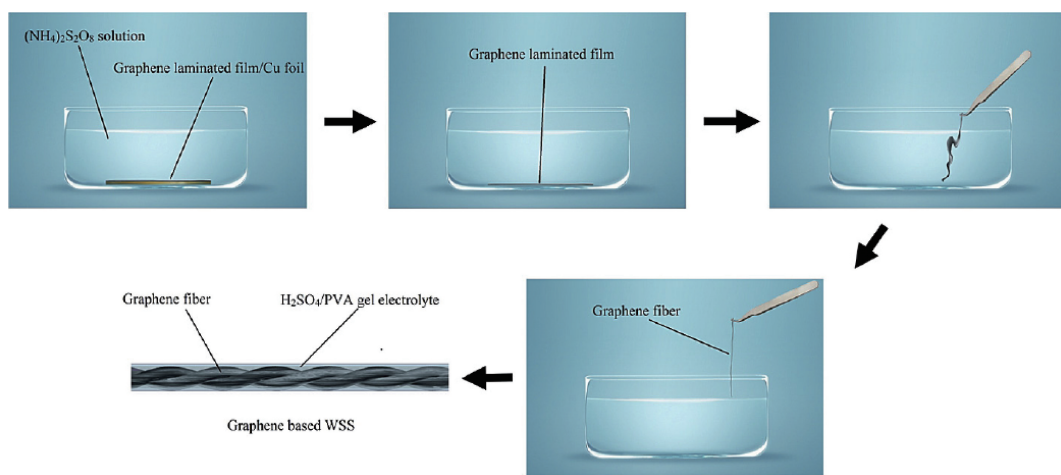 (NH₄)₂S₂O₈ solution
Graphene laminated film/Cu foil
Graphene laminated film
Graphene fiber
H₂SO₄/PVA gel electrolyte
Graphene based WSS
Graphene fiber